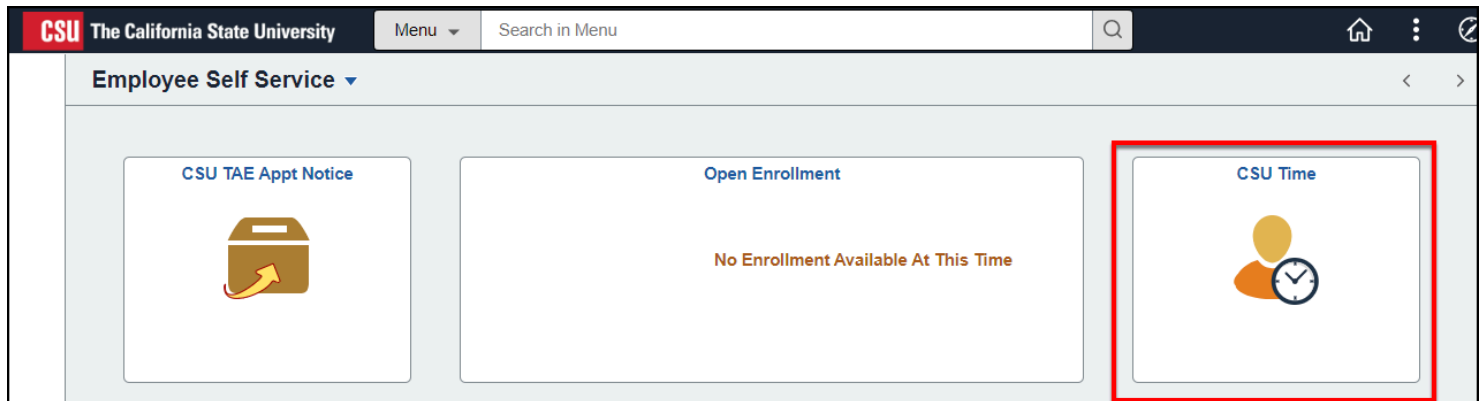 CSU The California State University Menu Search in Menu
Employee Self Service
CSU TAE Appt Notice
Open Enrollment
No Enrollment Available At This Time
CSU Time